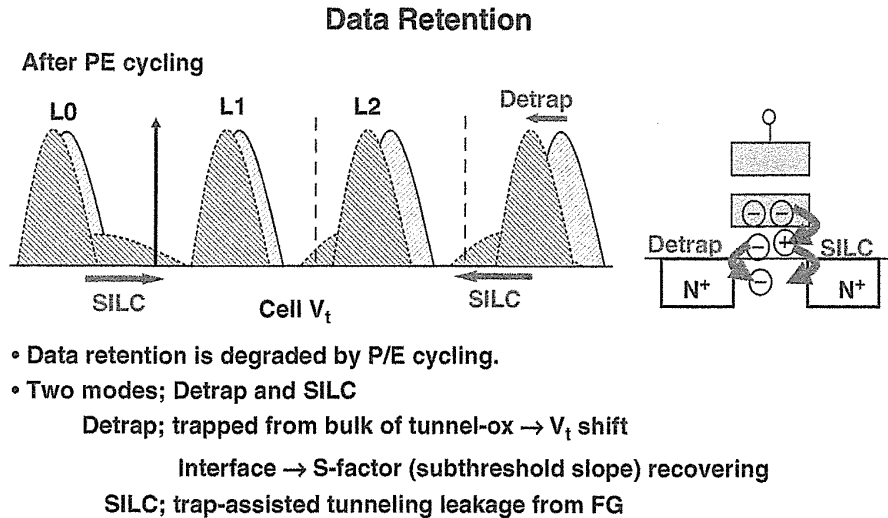 Data Retention
After PE cycling
L0 L1 L2 Detrap
Detrap SILC
N+ N+
SILC Cell Vt SILC
• Data retention is degraded by P/E cycling.
• Two modes; Detrap and SILC
Detrap; trapped from bulk of tunnel-ox → Vt shift
Interface → S-factor (subthreshold slope) recovering
SILC; trap-assisted tunneling leakage from FG